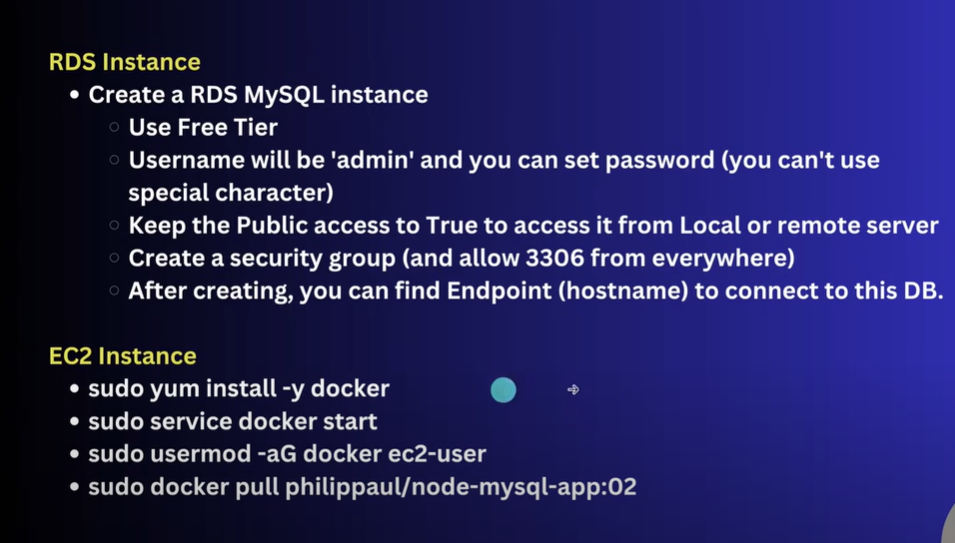 RDS Instance
• Create a RDS MySQL instance
○ Use Free Tier
○ Username will be 'admin' and you can set password (you can't use
special character)
○ Keep the Public access to True to access it from Local or remote server
○ Create a security group (and allow 3306 from everywhere)
○ After creating, you can find Endpoint (hostname) to connect to this DB.
EC2 Instance
• sudo yum install -y docker
• sudo service docker start
• sudo usermod -aG docker ec2-user
• sudo docker pull philippaul/node-mysql-app:02